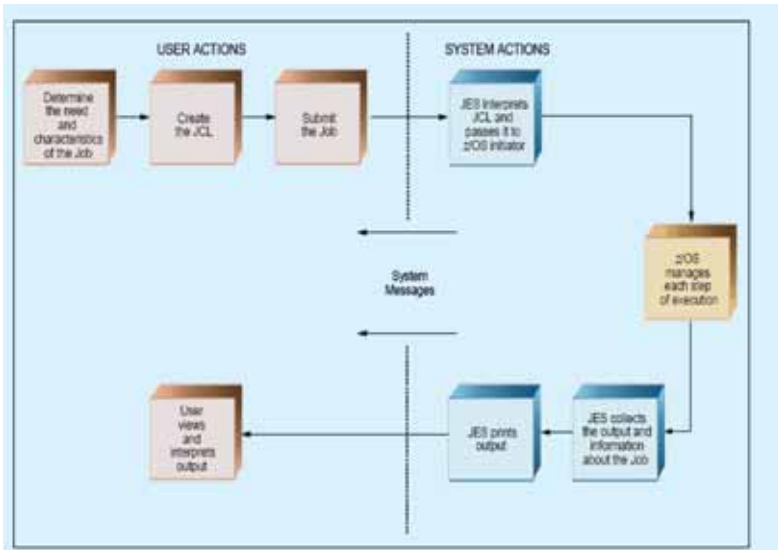 USER ACTIONS
SYSTEM ACTIONS
Determine
the need
and
characteristics
of the Job
Create
the JCL
Submit
the Job
JES interprets
JCL and
passes it to
z/OS initiator
z/OS
manages
each step
of execution
System
Messages
User
views
and
interprets
output
JES prints
output
JES collects
the output and
information
about the Job